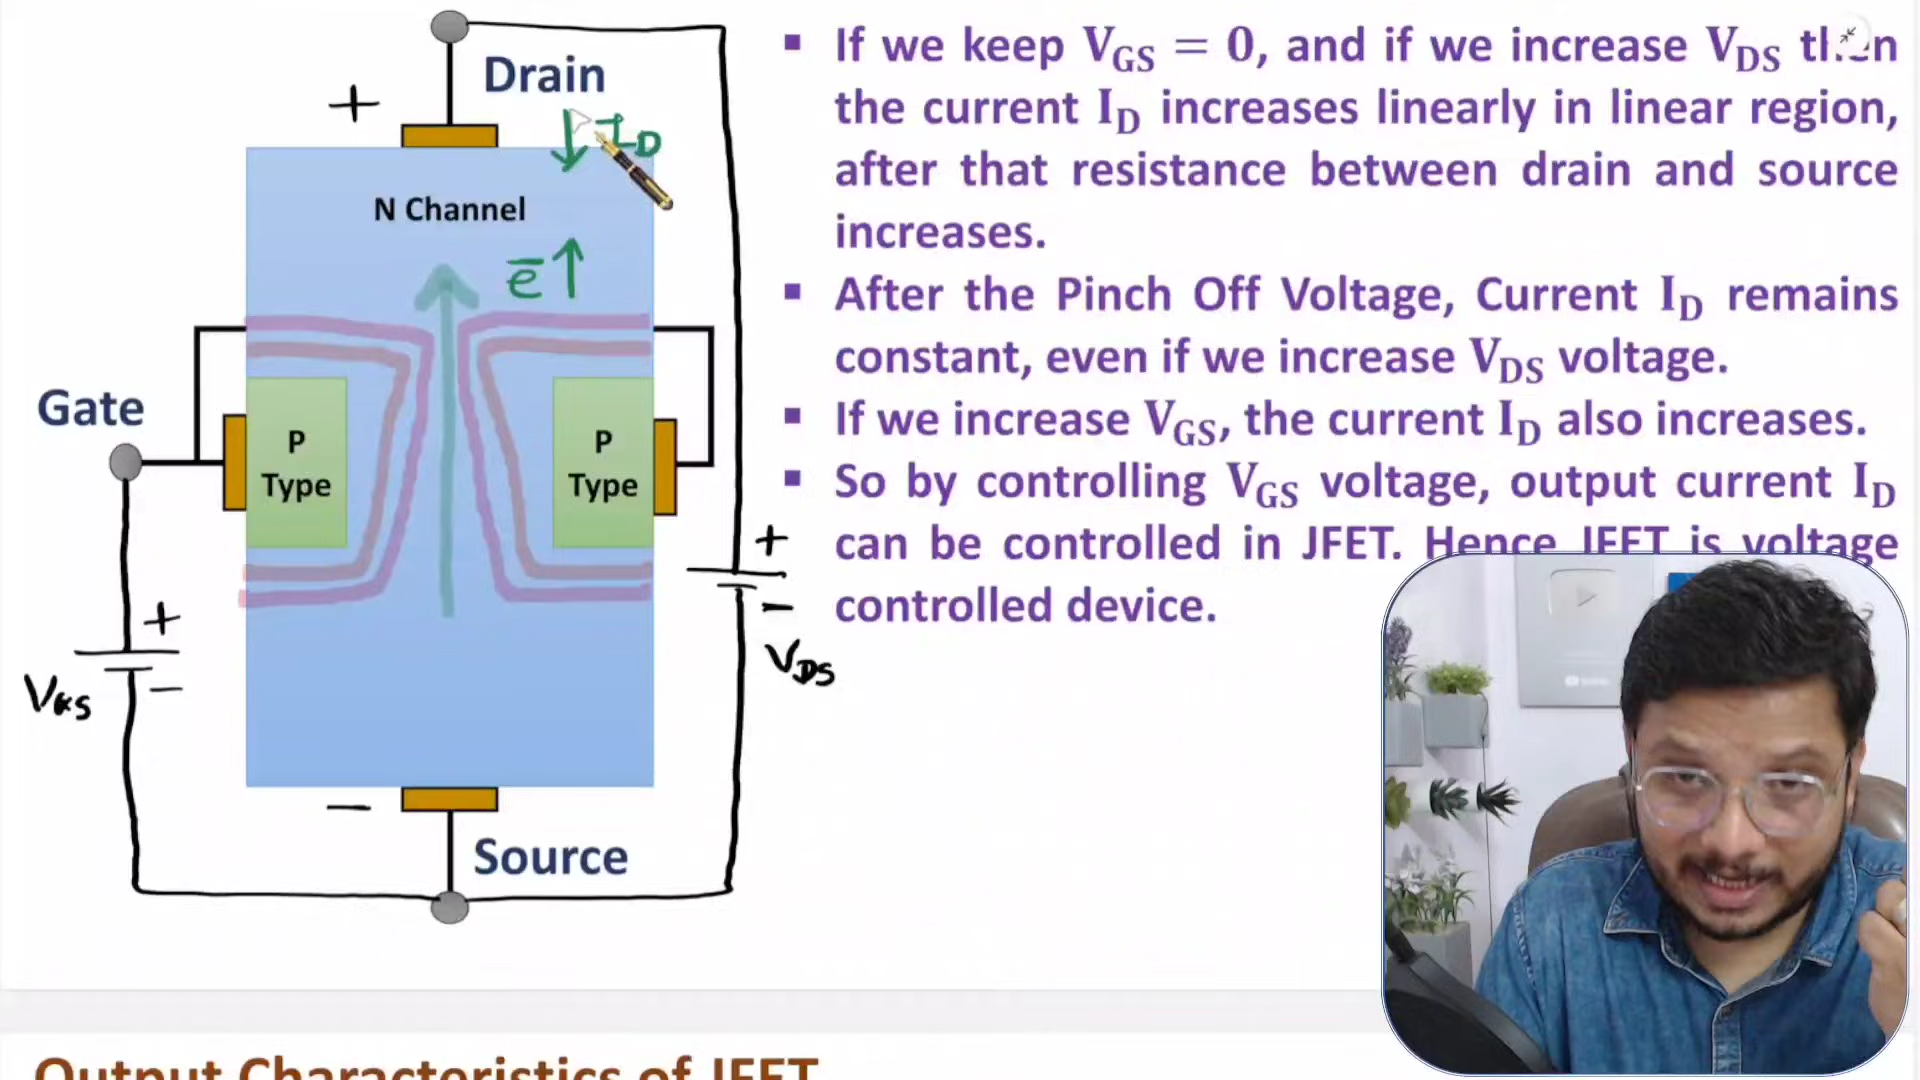 Drain
+
I_D
N Channel
e̅↑
Gate
P
Type
P
Type
+
−
V_GS
+
−
V_DS
−
Source
▪ If we keep V_GS = 0, and if we increase V_DS then
the current I_D increases linearly in linear region,
after that resistance between drain and source
increases.
▪ After the Pinch Off Voltage, Current I_D remains
constant, even if we increase V_DS voltage.
▪ If we increase V_GS, the current I_D also increases.
▪ So by controlling V_GS voltage, output current I_D
can be controlled in JFET. Hence JFET is voltage
controlled device.
Output Characteristics of JFET